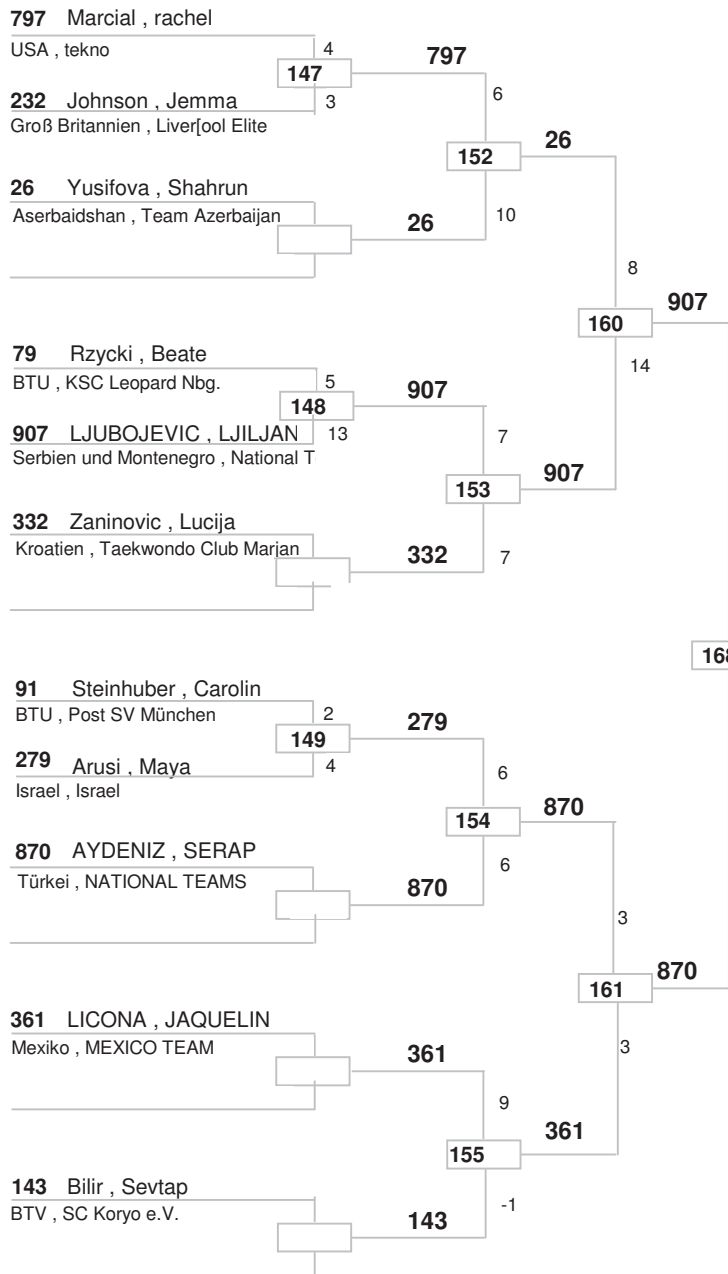 797 Marcial , rachel
USA , tekno
4
797
147
232 Johnson , Jemma
3
Groß Britannien , Liver[ool Elite
6
26
152
26 Yusifova , Shahrun
Aserbaidshan , Team Azerbaijan
26
10
8
907
160
79 Rzycki , Beate
BTU , KSC Leopard Nbg.
5
907
14
148
907 LJUBOJEVIC , LJILJAN
13
Serbien und Montenegro , National T
7
907
153
332 Zaninovic , Lucija
Kroatien , Taekwondo Club Marjan
332
7
168
91 Steinhuber , Carolin
BTU , Post SV München
2
279
149
279 Arusi , Maya
4
Israel , Israel
6
870
154
870 AYDENIZ , SERAP
Türkei , NATIONAL TEAMS
870
6
3
870
161
361 LICONA , JAQUELIN
Mexiko , MEXICO TEAM
361
3
9
361
155
143 Bilir , Sevtap
BTV , SC Koryo e.V.
143
-1